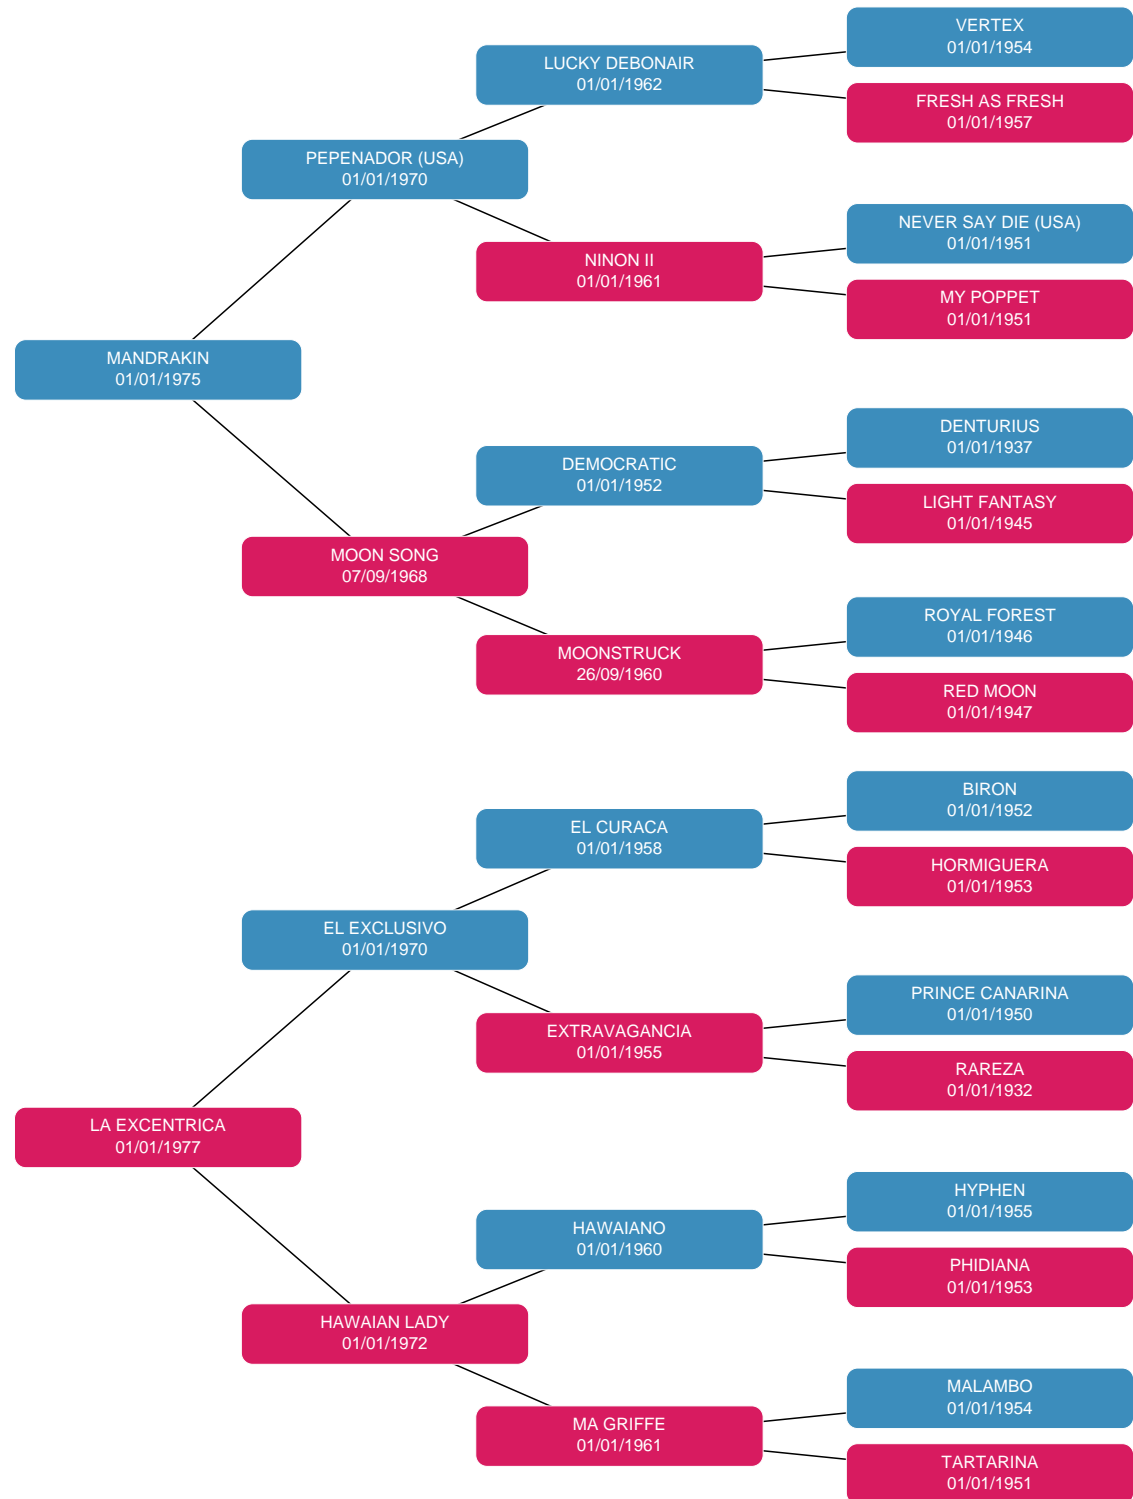 VERTEX
01/01/1954
LUCKY DEBONAIR
01/01/1962
FRESH AS FRESH
01/01/1957
PEPENADOR (USA)
01/01/1970
NEVER SAY DIE (USA)
01/01/1951
NINON II
01/01/1961
MY POPPET
01/01/1951
MANDRAKIN
01/01/1975
DENTURIUS
01/01/1937
DEMOCRATIC
01/01/1952
LIGHT FANTASY
01/01/1945
MOON SONG
07/09/1968
ROYAL FOREST
01/01/1946
MOONSTRUCK
26/09/1960
RED MOON
01/01/1947
BIRON
01/01/1952
EL CURACA
01/01/1958
HORMIGUERA
01/01/1953
EL EXCLUSIVO
01/01/1970
PRINCE CANARINA
01/01/1950
EXTRAVAGANCIA
01/01/1955
RAREZA
01/01/1932
LA EXCENTRICA
01/01/1977
HYPHEN
01/01/1955
HAWAIANO
01/01/1960
PHIDIANA
01/01/1953
HAWAIAN LADY
01/01/1972
MALAMBO
01/01/1954
MA GRIFFE
01/01/1961
TARTARINA
01/01/1951